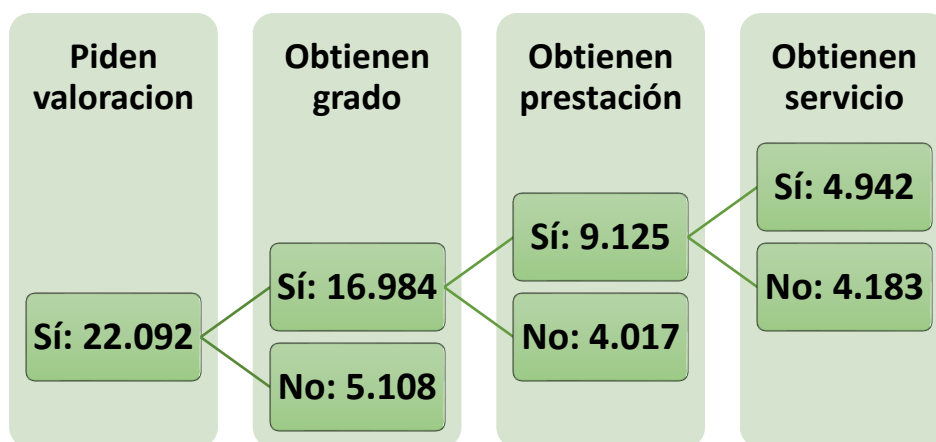 Piden
valoracion
Sí: 22.092
Obtienen
grado
Sí: 16.984
No: 5.108
Obtienen
prestación
Sí: 9.125
No: 4.017
Obtienen
servicio
Sí: 4.942
No: 4.183